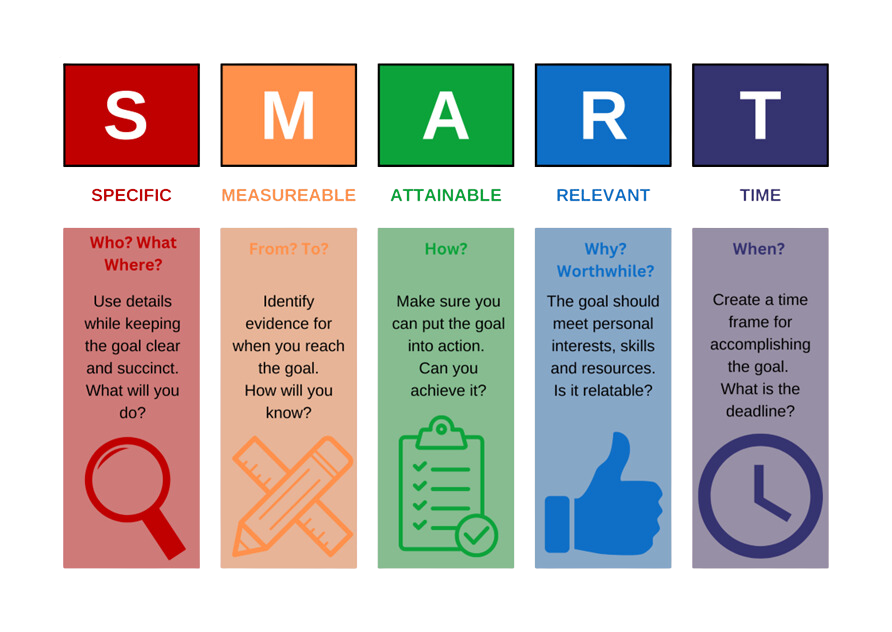 S M A R T
SPECIFIC
MEASUREABLE
ATTAINABLE
RELEVANT
TIME
Who? What
Where?
Use details
while keeping
the goal clear
and succinct.
What will you
do?
From? To?
Identify
evidence for
when you reach
the goal.
How will you
know?
How?
Make sure you
can put the goal
into action.
Can you
achieve it?
Why?
Worthwhile?
The goal should
meet personal
interests, skills
and resources.
Is it relatable?
When?
Create a time
frame for
accomplishing
the goal.
What is the
deadline?